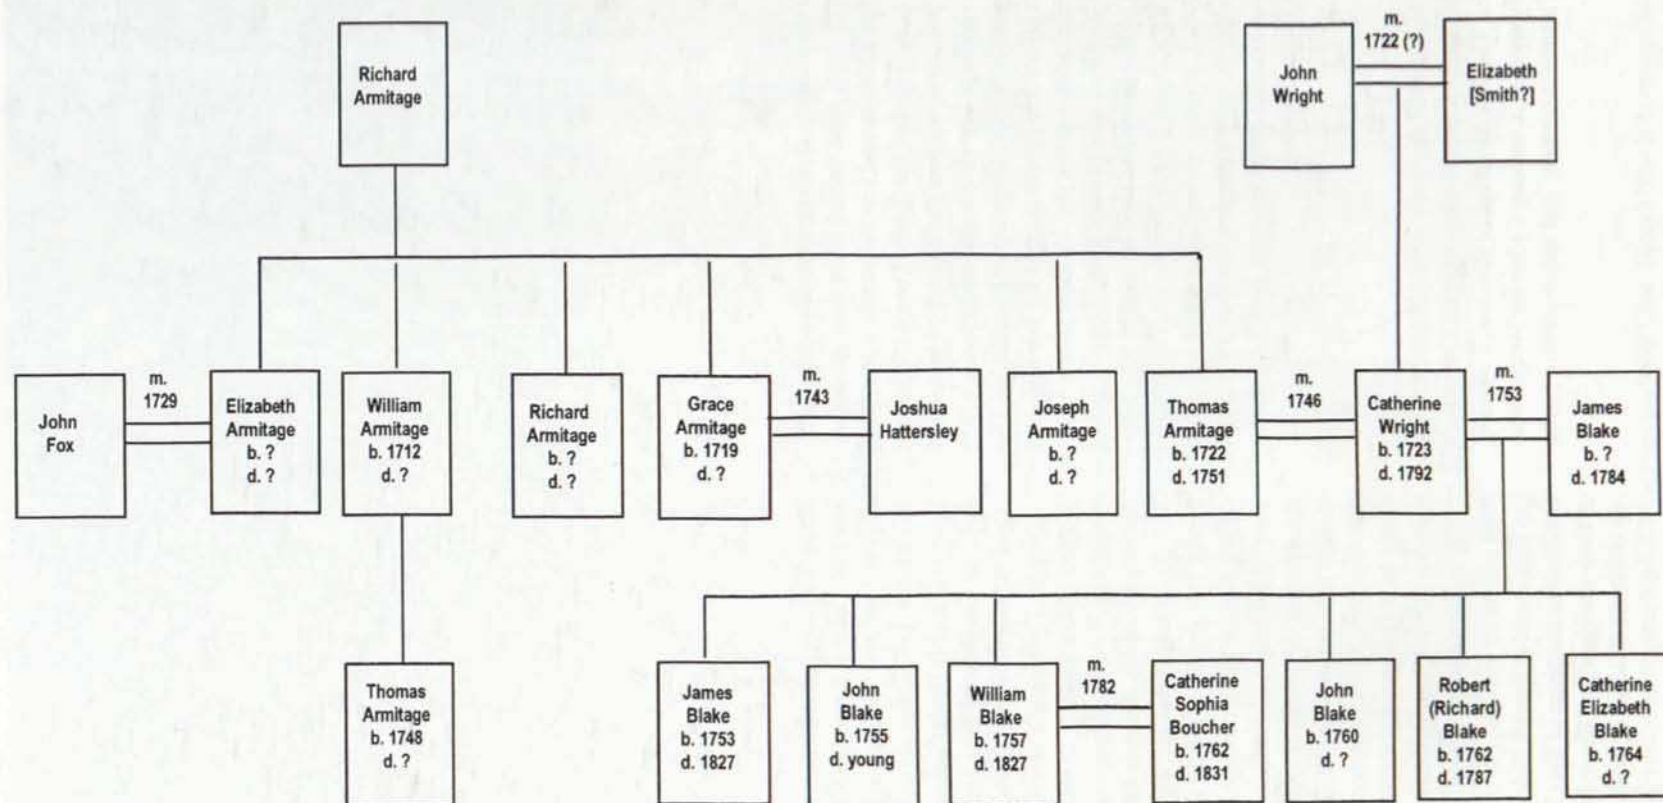 Richard
Armitage
John
Wright
m.
1722 (?)
Elizabeth
[Smith?]
John
Fox
m.
1729
Elizabeth
Armitage
b. ?
d. ?
William
Armitage
b. 1712
d. ?
Richard
Armitage
b. ?
d. ?
Grace
Armitage
b. 1719
d. ?
m.
1743
Joshua
Hattersley
Joseph
Armitage
b. ?
d. ?
Thomas
Armitage
b. 1722
d. 1751
m.
1746
Catherine
Wright
b. 1723
d. 1792
m.
1753
James
Blake
b. ?
d. 1784
Thomas
Armitage
b. 1748
d. ?
James
Blake
b. 1753
d. 1827
John
Blake
b. 1755
d. young
William
Blake
b. 1757
d. 1827
m.
1782
Catherine
Sophia
Boucher
b. 1762
d. 1831
John
Blake
b. 1760
d. ?
Robert
(Richard)
Blake
b. 1762
d. 1787
Catherine
Elizabeth
Blake
b. 1764
d. ?